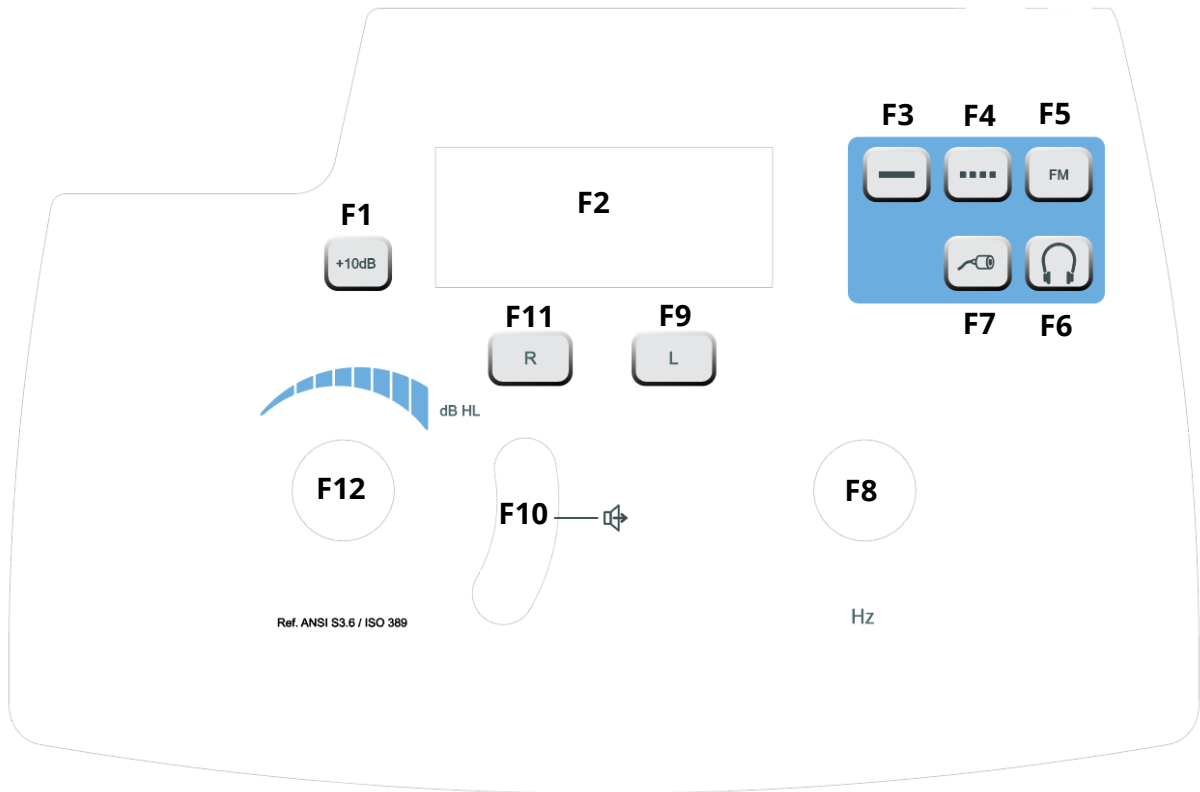 F3 F4 F5
FM
F2
F1
+10dB
F7 F6
F11 F9
R L
dB HL
F12
F10
F8
Ref. ANSI S3.6 / ISO 389
Hz